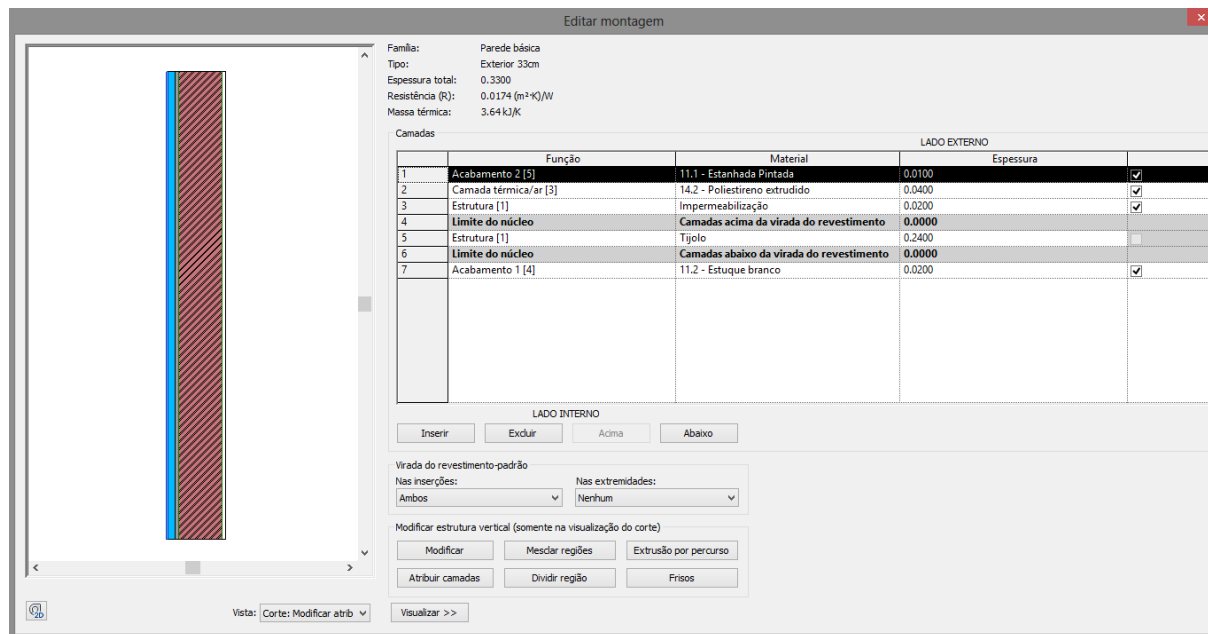 Editar montagem
Família: Parede básica
Tipo: Exterior 33cm
Espessura total: 0.3300
Resistência (R): 0.0174 (m²·K)/W
Massa térmica: 3.64 kJ/K
Camadas
LADO EXTERNO
Função Material Espessura
1 Acabamento 2 [5] 11.1 - Estanhada Pintada 0.0100
2 Camada térmica/ar [3] 14.2 - Poliestireno extrudido 0.0400
3 Estrutura [1] Impermeabilização 0.0200
4 Limite do núcleo Camadas acima da virada do revestimento 0.0000
5 Estrutura [1] Tijolo 0.2400
6 Limite do núcleo Camadas abaixo da virada do revestimento 0.0000
7 Acabamento 1 [4] 11.2 - Estuque branco 0.0200
LADO INTERNO
Inserir Excluir Acima Abaixo
Virada do revestimento-padrão
Nas inserções: Nas extremidades:
Ambos Nenhum
Modificar estrutura vertical (somente na visualização do corte)
Modificar Mesclar regiões Extrusão por percurso
Atribuir camadas Dividir região Frisos
2D Vista: Corte: Modificar atrib Visualizar >>